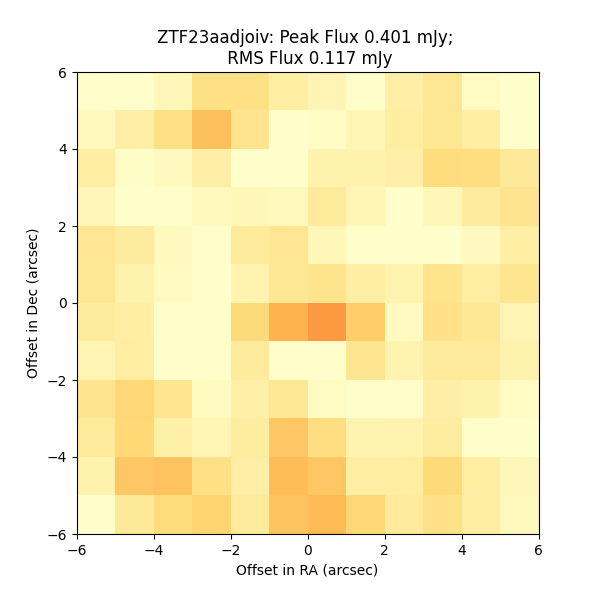 ZTF23aadjoiv: Peak Flux 0.401 mJy;
RMS Flux 0.117 mJy
6
4
2
0
−2
−4
−6
Offset in Dec (arcsec)
−6 −4 −2 0 2 4 6
Offset in RA (arcsec)